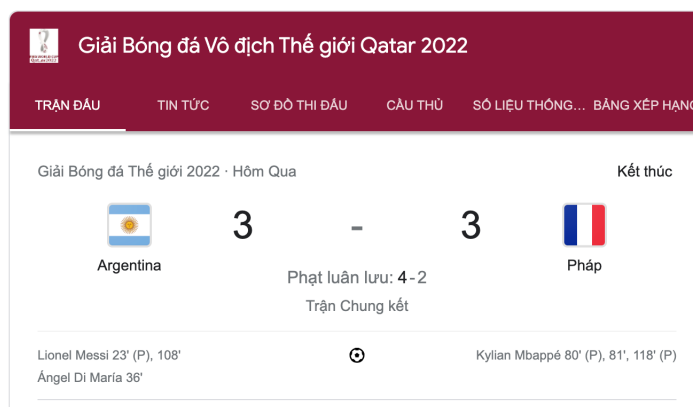 Giải Bóng đá Vô địch Thế giới Qatar 2022
TRẬN ĐẤU TIN TỨC SƠ ĐỒ THI ĐẤU CẦU THỦ SỐ LIỆU THỐNG... BẢNG XẾP HẠNG
Giải Bóng đá Thế giới 2022 · Hôm Qua Kết thúc
3 - 3
Argentina Pháp
Phạt luân lưu: 4 - 2
Trận Chung kết
Lionel Messi 23' (P), 108' Kylian Mbappé 80' (P), 81', 118' (P)
Ángel Di María 36'